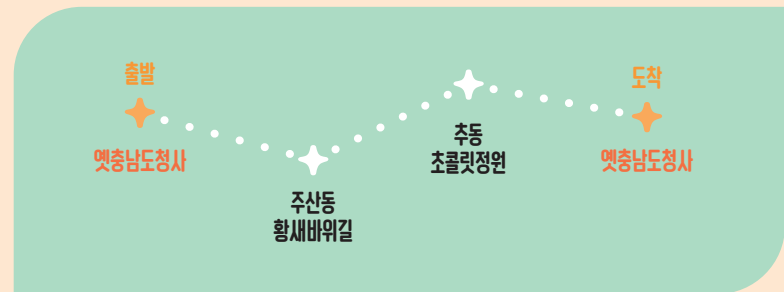 출발
옛충남도청사
주산동
황새바위길
추동
초콜릿정원
도착
옛충남도청사